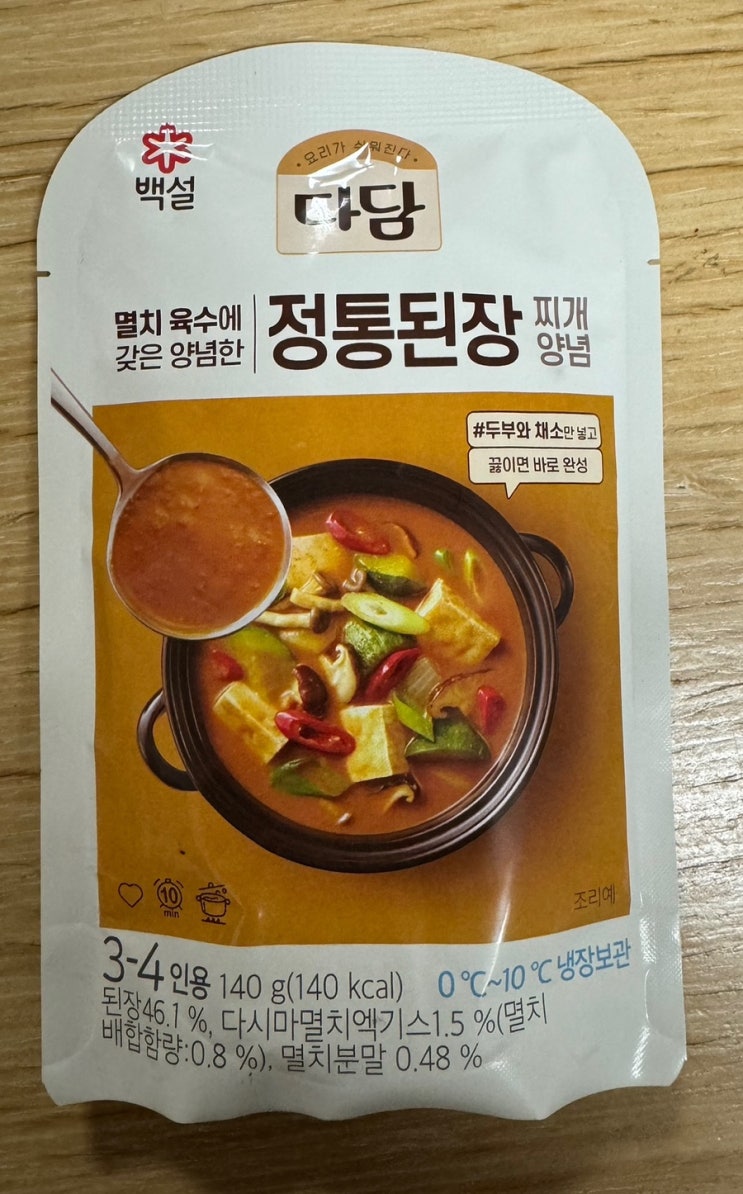 백설
요리가 쉬워진다
다담
멸치 육수에
갖은 양념한
정통된장
찌개
양념
#두부와 채소만 넣고
끓이면 바로 완성
10
min
조리예
3-4인용 140 g(140 kcal)
0 ℃~10 ℃ 냉장보관
된장46.1 %, 다시마멸치엑기스1.5 %(멸치
배합함량:0.8 %), 멸치분말 0.48 %